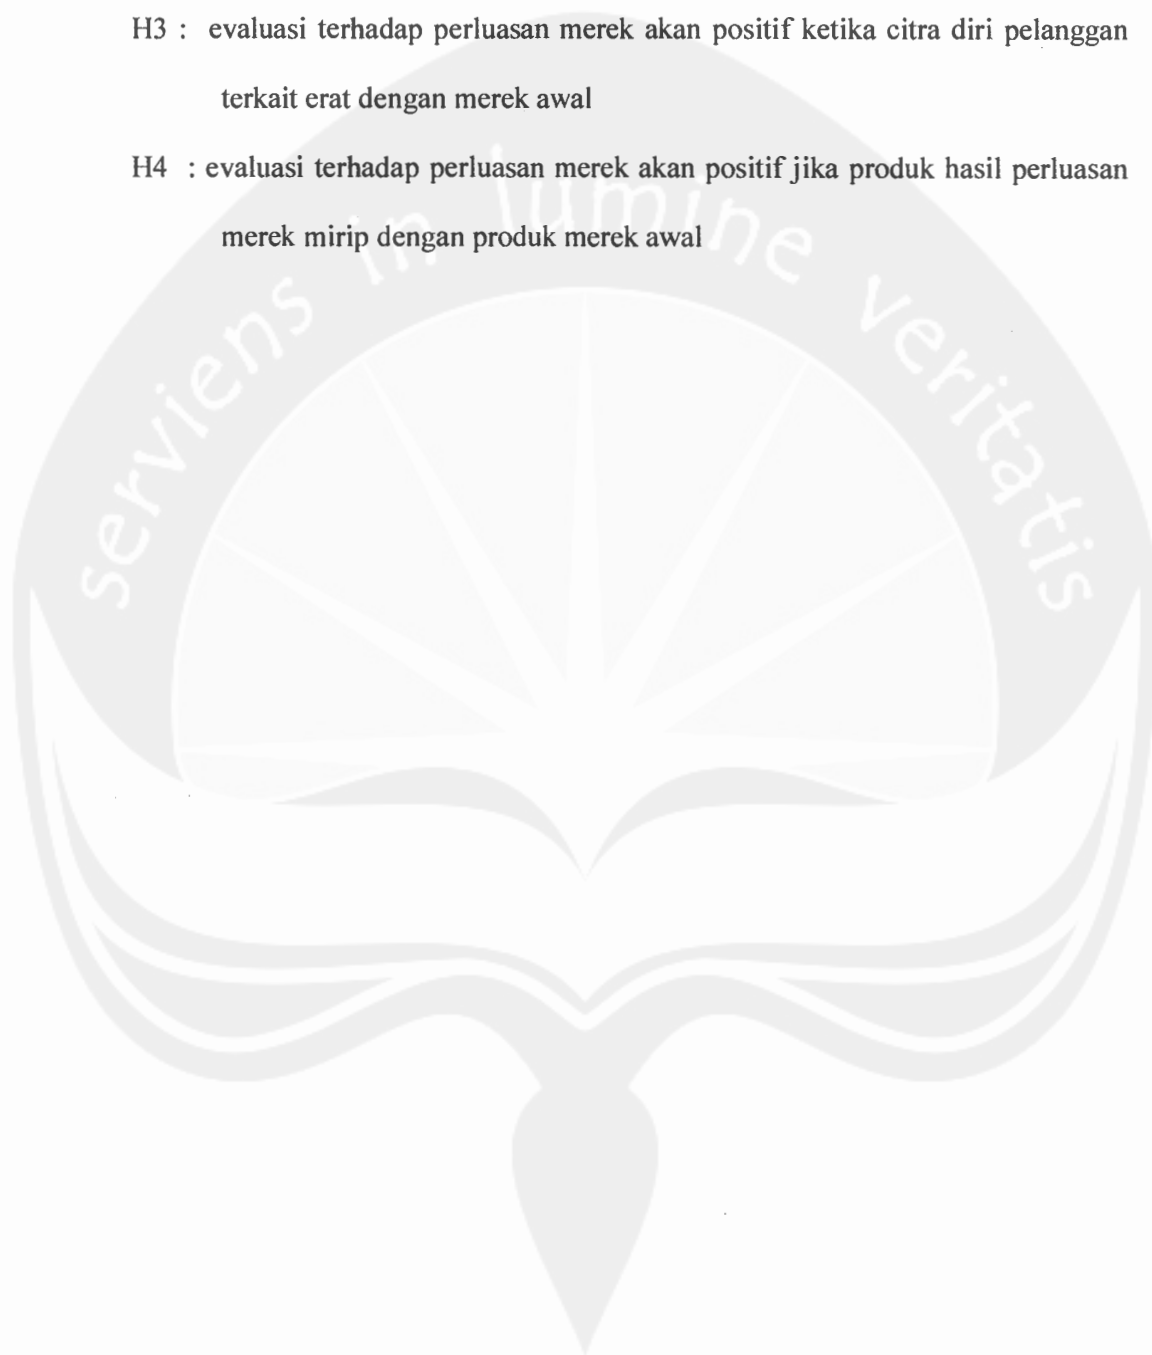 H3 : evaluasi terhadap perluasan merek akan positif ketika citra diri pelanggan
terkait erat dengan merek awal
H4 : evaluasi terhadap perluasan merek akan positif jika produk hasil perluasan
merek mirip dengan produk merek awal
serviens in lumine veritatis